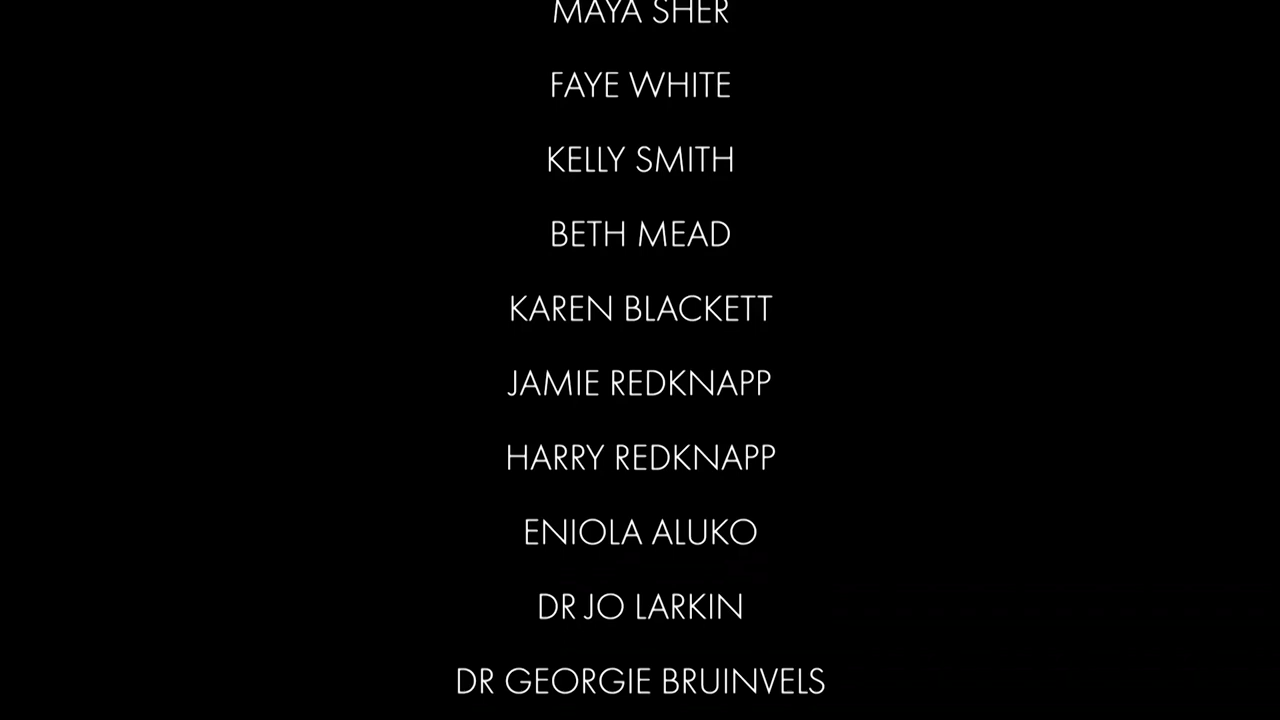 MAYA SHER
FAYE WHITE
KELLY SMITH
BETH MEAD
KAREN BLACKETT
JAMIE REDKNAPP
HARRY REDKNAPP
ENIOLA ALUKO
DR JO LARKIN
DR GEORGIE BRUINVELS